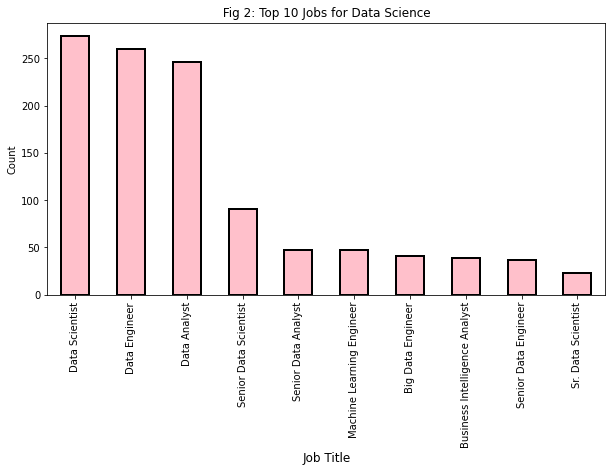 Fig 2: Top 10 Jobs for Data Science
Count
250
200
150
100
50
0
Data Scientist
Data Engineer
Data Analyst
Senior Data Scientist
Senior Data Analyst
Machine Learning Engineer
Big Data Engineer
Business Intelligence Analyst
Senior Data Engineer
Sr. Data Scientist
Job Title